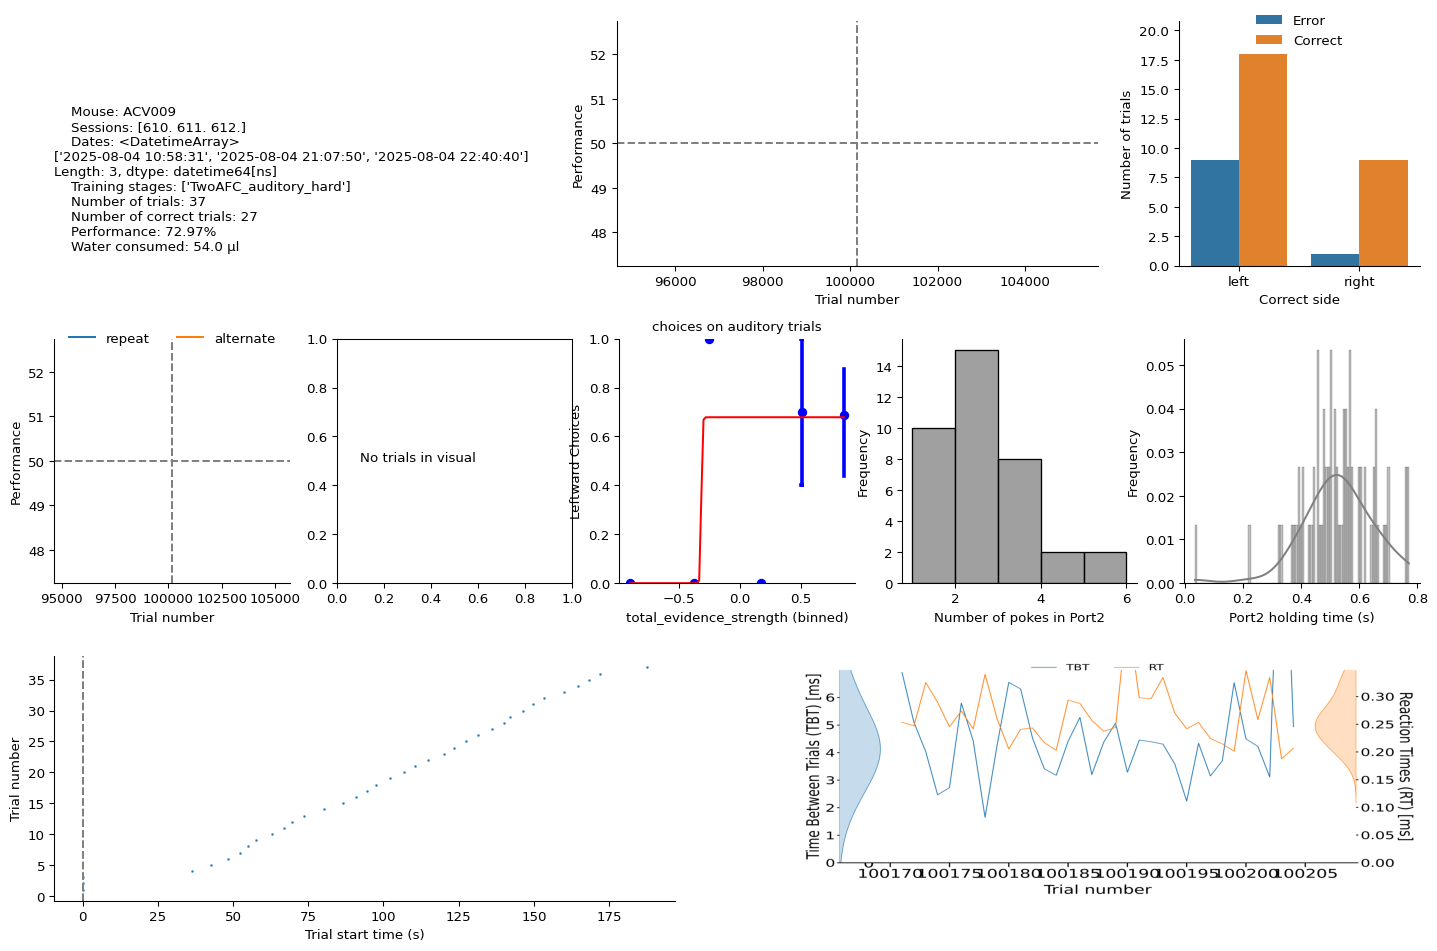 Mouse: ACV009
Sessions: [610. 611. 612.]
Dates: <DatetimeArray>
['2025-08-04 10:58:31', '2025-08-04 21:07:50', '2025-08-04 22:40:40']
Length: 3, dtype: datetime64[ns]
Training stages: ['TwoAFC_auditory_hard']
Number of trials: 37
Number of correct trials: 27
Performance: 72.97%
Water consumed: 54.0 µl
Performance
52
51
50
49
48
96000 98000 100000 102000 104000
Trial number
Error
Correct
Number of trials
20.0
17.5
15.0
12.5
10.0
7.5
5.0
2.5
0.0
left right
Correct side
repeat alternate
Performance
52
51
50
49
48
95000 97500 100000 102500 105000
Trial number
1.0
0.8
0.6
0.4
0.2
0.0
No trials in visual
0.0 0.2 0.4 0.6 0.8 1.0
choices on auditory trials
Leftward Choices
1.0
0.8
0.6
0.4
0.2
0.0
−0.5 0.0 0.5
total_evidence_strength (binned)
Frequency
14
12
10
8
6
4
2
0
2 4 6
Number of pokes in Port2
Frequency
0.05
0.04
0.03
0.02
0.01
0.00
0.0 0.2 0.4 0.6 0.8
Port2 holding time (s)
Trial number
35
30
25
20
15
10
5
0
0 25 50 75 100 125 150 175
Trial start time (s)
TBT RT
Time Between Trials (TBT) [ms]
6
5
4
3
2
1
0
0
100170 100175 100180 100185 100190 100195 100200 100205
Trial number
0.30
0.25
0.20
0.15
0.10
0.05
0.00
Reaction Times (RT) [ms]